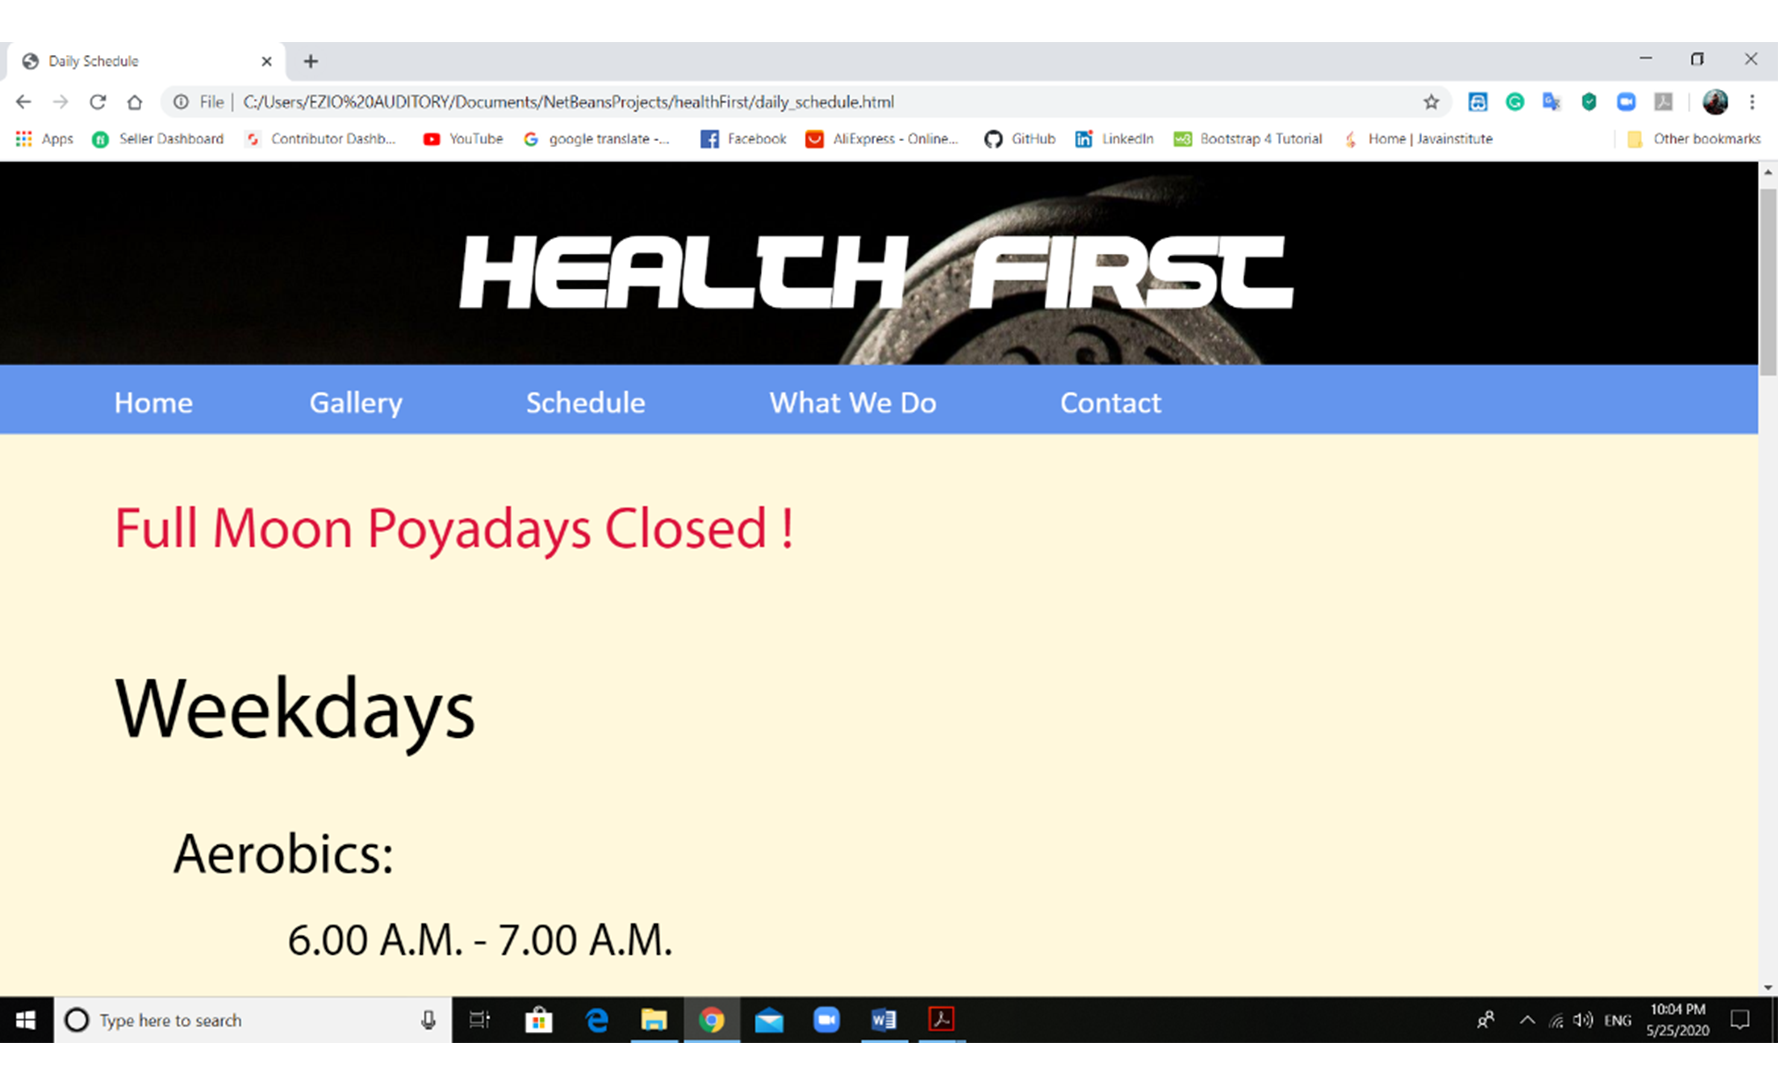 Daily Schedule
File | C:/Users/EZIO%20AUDITORY/Documents/NetBeansProjects/healthFirst/daily_schedule.html
Apps Seller Dashboard Contributor Dashb... YouTube google translate -... Facebook AliExpress - Online... GitHub LinkedIn Bootstrap 4 Tutorial Home | Javainstitute Other bookmarks
HEALTH FIRST
Home Gallery Schedule What We Do Contact
Full Moon Poyadays Closed !
Weekdays
Aerobics:
6.00 A.M. - 7.00 A.M.
Type here to search
ENG
10:04 PM
5/25/2020